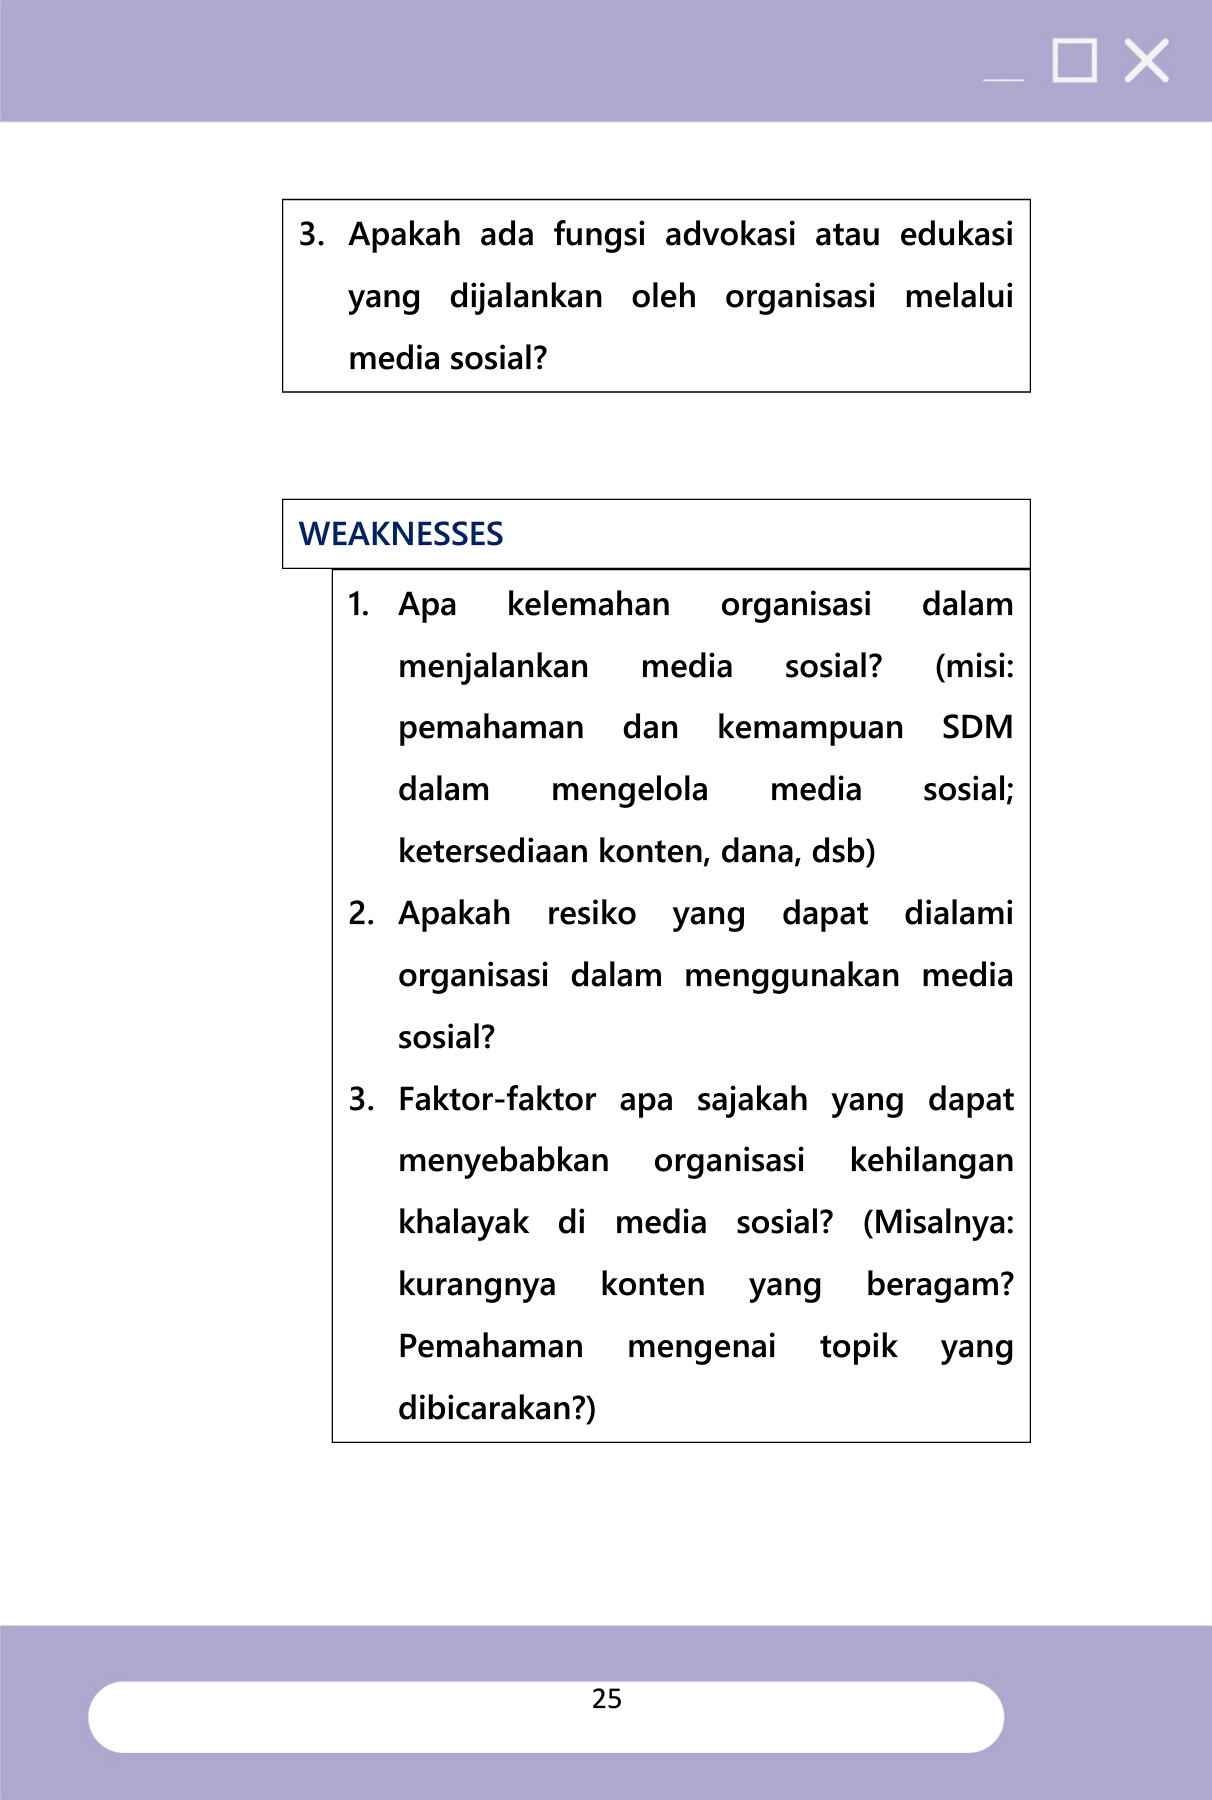 3. Apakah ada fungsi advokasi atau edukasi
yang dijalankan oleh organisasi melalui
media sosial?
WEAKNESSES
1. Apa kelemahan organisasi dalam
menjalankan media sosial? (misi:
pemahaman dan kemampuan SDM
dalam mengelola media sosial;
ketersediaan konten, dana, dsb)
2. Apakah resiko yang dapat dialami
organisasi dalam menggunakan media
sosial?
3. Faktor-faktor apa sajakah yang dapat
menyebabkan organisasi kehilangan
khalayak di media sosial? (Misalnya:
kurangnya konten yang beragam?
Pemahaman mengenai topik yang
dibicarakan?)
25